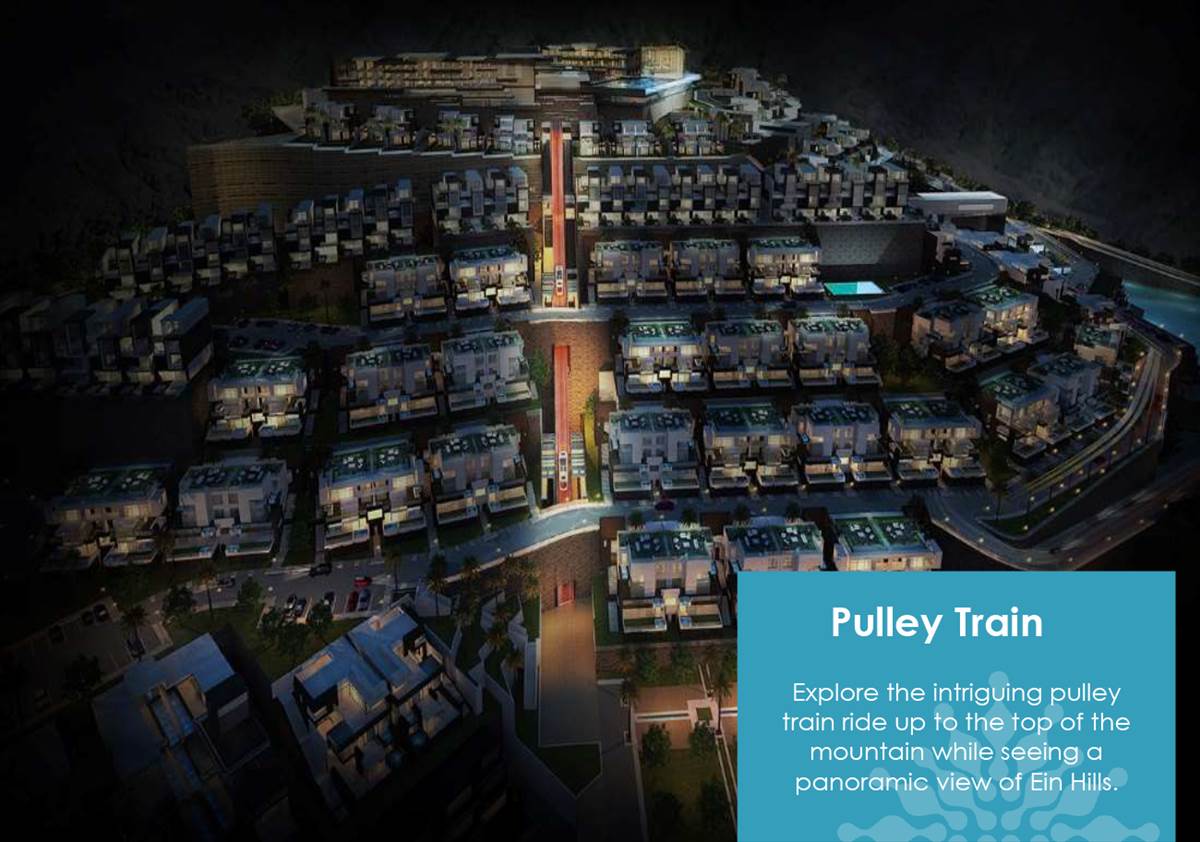 Pulley Train
Explore the intriguing pulley
train ride up to the top of the
mountain while seeing a
panoramic view of Ein Hills.